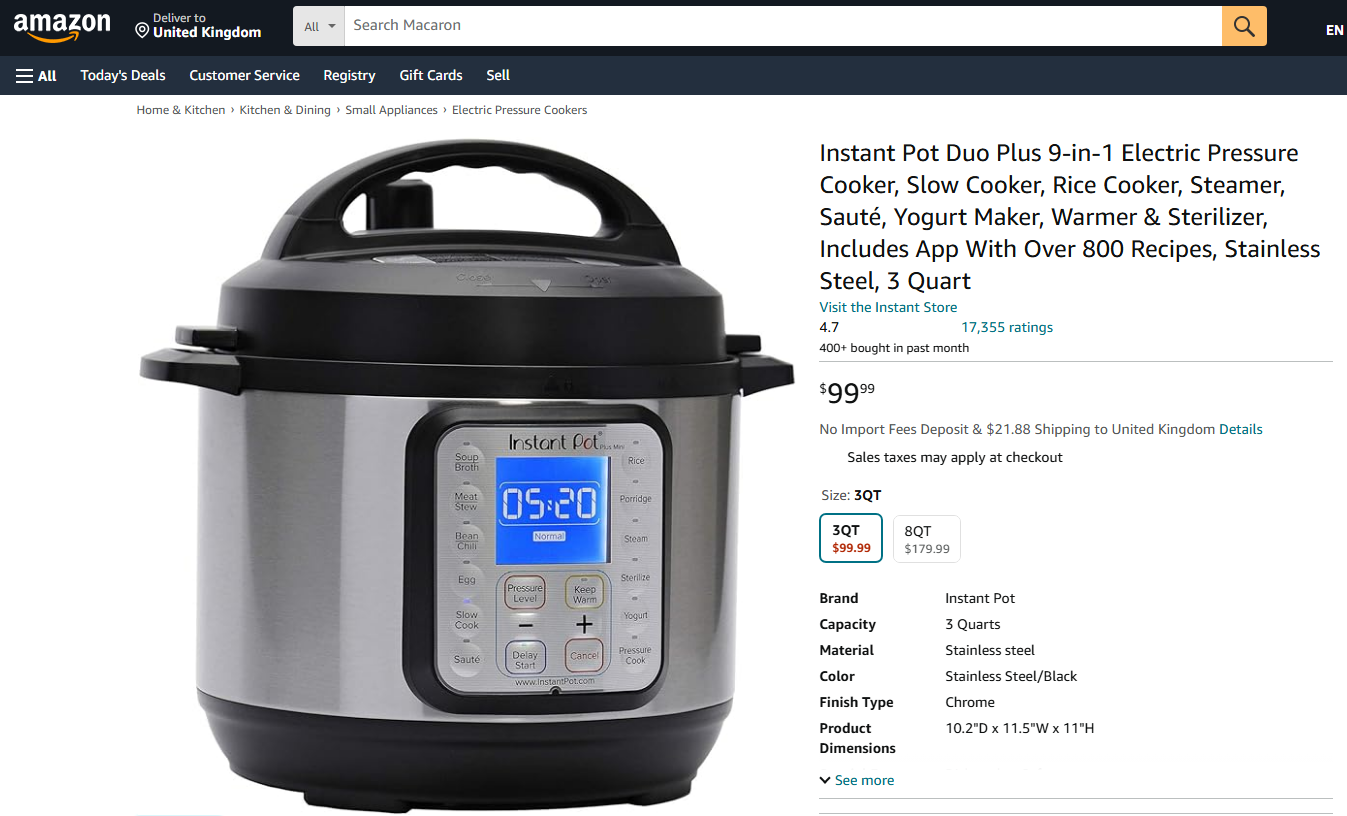 amazon
Deliver to
United Kingdom
All
Search Macaron
EN
All
Today's Deals
Customer Service
Registry
Gift Cards
Sell
Home & Kitchen › Kitchen & Dining › Small Appliances › Electric Pressure Cookers
Instant Pot Duo Plus 9-in-1 Electric Pressure
Cooker, Slow Cooker, Rice Cooker, Steamer,
Sauté, Yogurt Maker, Warmer & Sterilizer,
Includes App With Over 800 Recipes, Stainless
Steel, 3 Quart
Visit the Instant Store
4.7 17,355 ratings
400+ bought in past month
$99 99
No Import Fees Deposit & $21.88 Shipping to United Kingdom Details
Sales taxes may apply at checkout
Size: 3QT
3QT
$99.99
8QT
$179.99
Brand Instant Pot
Capacity 3 Quarts
Material Stainless steel
Color Stainless Steel/Black
Finish Type Chrome
Product
Dimensions
10.2"D x 11.5"W x 11"H
See more
Close
Instant Pot
Plus Mini
Soup
Broth
Meat
Stew
Bean
Chili
Egg
Slow
Cook
Sauté
05:20
Normal
Rice
Porridge
Steam
Sterilize
Yogurt
Pressure
Cook
Pressure
Level
Keep
Warm
− +
Delay
Start
Cancel
www.InstantPot.com